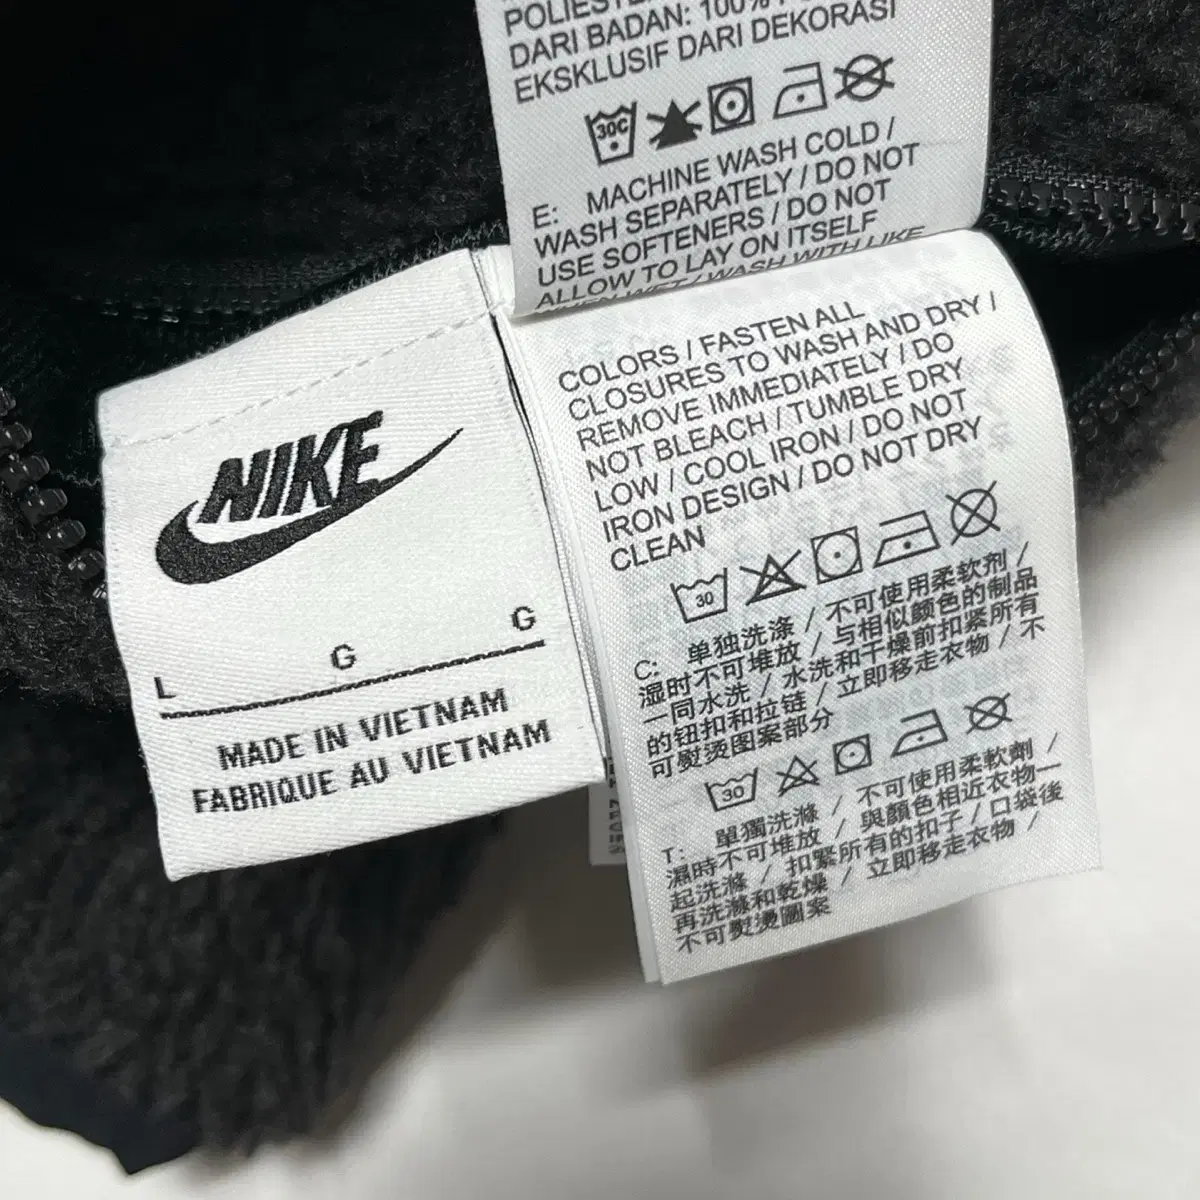 DARI BADAN: 100%
EKSKLUSIF DARI DEKORASI
30C
E: MACHINE WASH COLD /
WASH SEPARATELY / DO NOT
USE SOFTENERS / DO NOT
ALLOW TO LAY ON ITSELF
WHEN WET / WASH WITH LIKE
COLORS / FASTEN ALL
CLOSURES TO WASH AND DRY /
REMOVE IMMEDIATELY / DO
NOT BLEACH / TUMBLE DRY
LOW / COOL IRON / DO NOT
IRON DESIGN / DO NOT DRY
CLEAN
30
C: 单独洗涤 / 不可使用柔软剂 /
湿时不可堆放 / 与相似颜色的制品
一同水洗 / 水洗和干燥前扣紧所有
的钮扣和拉链 / 立即移走衣物 / 不
可熨烫图案部分
30
T: 單獨洗滌 / 不可使用柔軟劑 /
濕時不可堆放 / 與顏色相近衣物一
起洗滌 / 扣緊所有的扣子 / 口袋後
再洗滌和乾燥 / 立即移走衣物 /
不可熨燙圖案
NIKE
L G G
MADE IN VIETNAM
FABRIQUE AU VIETNAM